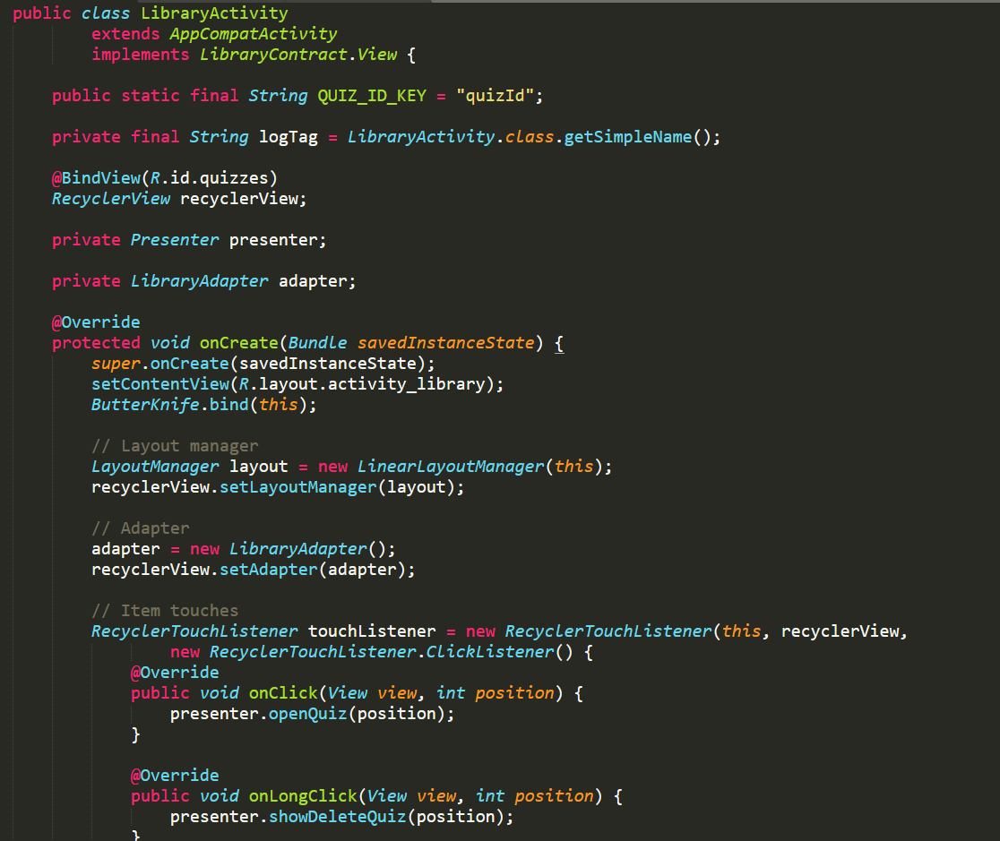 public class LibraryActivity
extends AppCompatActivity
implements LibraryContract.View {
public static final String QUIZ_ID_KEY = "quizId";
private final String logTag = LibraryActivity.class.getSimpleName();
@BindView(R.id.quizzes)
RecyclerView recyclerView;
private Presenter presenter;
private LibraryAdapter adapter;
@Override
protected void onCreate(Bundle savedInstanceState) {
super.onCreate(savedInstanceState);
setContentView(R.layout.activity_library);
ButterKnife.bind(this);
// Layout manager
LayoutManager layout = new LinearLayoutManager(this);
recyclerView.setLayoutManager(layout);
// Adapter
adapter = new LibraryAdapter();
recyclerView.setAdapter(adapter);
// Item touches
RecyclerTouchListener touchListener = new RecyclerTouchListener(this, recyclerView,
new RecyclerTouchListener.ClickListener() {
@Override
public void onClick(View view, int position) {
presenter.openQuiz(position);
}
@Override
public void onLongClick(View view, int position) {
presenter.showDeleteQuiz(position);
}